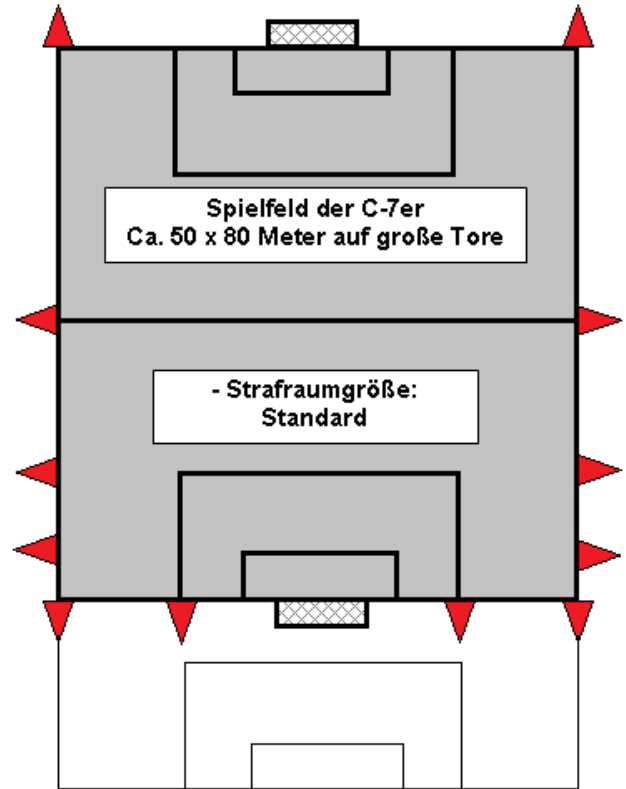 Spielfeld der C-7er
Ca. 50 x 80 Meter auf große Tore
- Strafraumgröße:
Standard